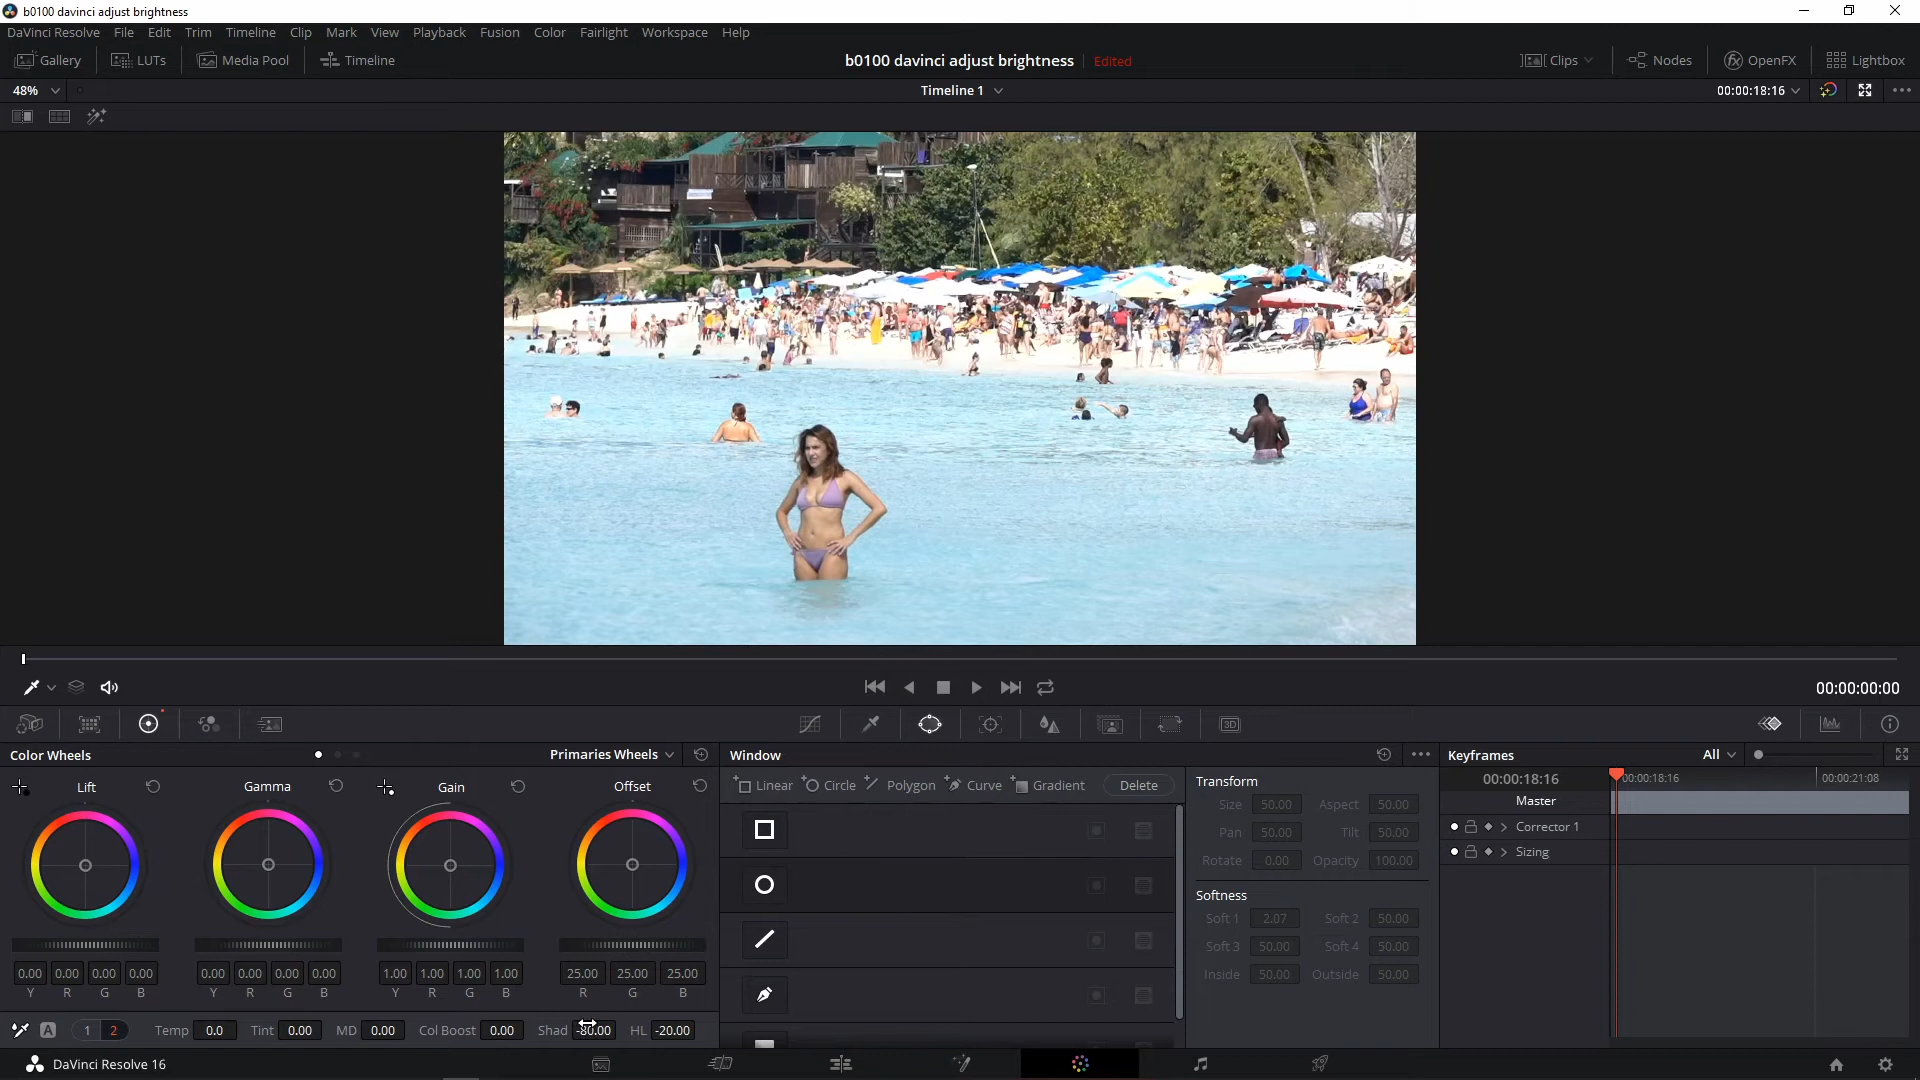 b0100 davinci adjust brightness
DaVinci Resolve File Edit Trim Timeline Clip Mark View Playback Fusion Color Fairlight Workspace Help
Gallery LUTs Media Pool Timeline b0100 davinci adjust brightness Edited Clips Nodes OpenFX Lightbox
48% Timeline 1 00:00:18:16
00:00:00:00
3D
Color Wheels Primaries Wheels Window Keyframes All
Lift Gamma Gain Offset Linear Circle Polygon Curve Gradient Delete Transform 00:00:18:16 00:00:18:16 00:00:21:08
Size 50.00 Aspect 50.00 Master
Pan 50.00 Tilt 50.00 Corrector 1
Rotate 0.00 Opacity 100.00 Sizing
Softness
Soft 1 2.07 Soft 2 50.00
Soft 3 50.00 Soft 4 50.00
0.00 0.00 0.00 0.00 0.00 0.00 0.00 0.00 1.00 1.00 1.00 1.00 25.00 25.00 25.00 Inside 50.00 Outside 50.00
Y R G B Y R G B Y R G B R G B
A 1 2 Temp 0.0 Tint 0.00 MD 0.00 Col Boost 0.00 Shad -80.00 HL -20.00
DaVinci Resolve 16